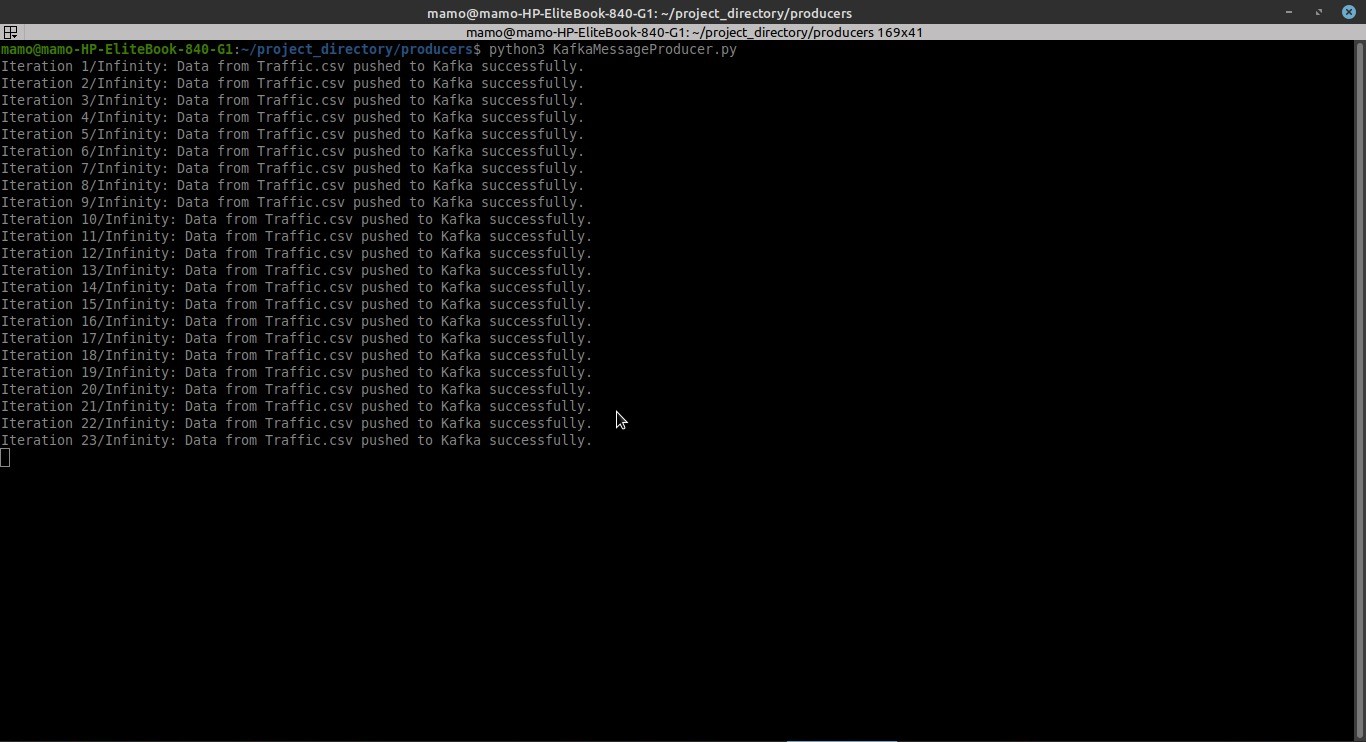 mamo@mamo-HP-EliteBook-840-G1: ~/project_directory/producers
mamo@mamo-HP-EliteBook-840-G1: ~/project_directory/producers 169x41
mamo@mamo-HP-EliteBook-840-G1:~/project_directory/producers$ python3 KafkaMessageProducer.py
Iteration 1/Infinity: Data from Traffic.csv pushed to Kafka successfully.
Iteration 2/Infinity: Data from Traffic.csv pushed to Kafka successfully.
Iteration 3/Infinity: Data from Traffic.csv pushed to Kafka successfully.
Iteration 4/Infinity: Data from Traffic.csv pushed to Kafka successfully.
Iteration 5/Infinity: Data from Traffic.csv pushed to Kafka successfully.
Iteration 6/Infinity: Data from Traffic.csv pushed to Kafka successfully.
Iteration 7/Infinity: Data from Traffic.csv pushed to Kafka successfully.
Iteration 8/Infinity: Data from Traffic.csv pushed to Kafka successfully.
Iteration 9/Infinity: Data from Traffic.csv pushed to Kafka successfully.
Iteration 10/Infinity: Data from Traffic.csv pushed to Kafka successfully.
Iteration 11/Infinity: Data from Traffic.csv pushed to Kafka successfully.
Iteration 12/Infinity: Data from Traffic.csv pushed to Kafka successfully.
Iteration 13/Infinity: Data from Traffic.csv pushed to Kafka successfully.
Iteration 14/Infinity: Data from Traffic.csv pushed to Kafka successfully.
Iteration 15/Infinity: Data from Traffic.csv pushed to Kafka successfully.
Iteration 16/Infinity: Data from Traffic.csv pushed to Kafka successfully.
Iteration 17/Infinity: Data from Traffic.csv pushed to Kafka successfully.
Iteration 18/Infinity: Data from Traffic.csv pushed to Kafka successfully.
Iteration 19/Infinity: Data from Traffic.csv pushed to Kafka successfully.
Iteration 20/Infinity: Data from Traffic.csv pushed to Kafka successfully.
Iteration 21/Infinity: Data from Traffic.csv pushed to Kafka successfully.
Iteration 22/Infinity: Data from Traffic.csv pushed to Kafka successfully.
Iteration 23/Infinity: Data from Traffic.csv pushed to Kafka successfully.